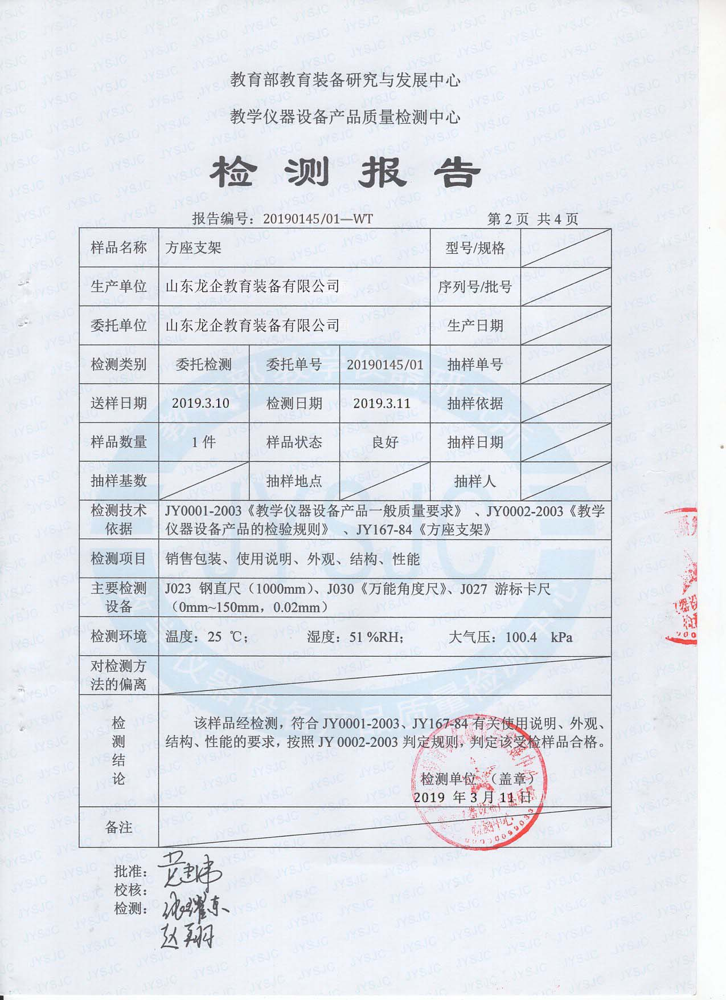 教育部教育装备研究与发展中心
教学仪器设备产品质量检测中心
检测报告
报告编号：20190145/01—WT 第2页 共4页
样品名称 方座支架 型号/规格
生产单位 山东龙企教育装备有限公司 序列号/批号
委托单位 山东龙企教育装备有限公司 生产日期
检测类别 委托检测 委托单号 20190145/01 抽样单号
送样日期 2019.3.10 检测日期 2019.3.11 抽样依据
样品数量 1件 样品状态 良好 抽样日期
抽样基数 抽样地点 抽样人
检测技术依据 JY0001-2003《教学仪器设备产品一般质量要求》、JY0002-2003《教学
仪器设备产品的检验规则》、JY167-84《方座支架》
检测项目 销售包装、使用说明、外观、结构、性能
主要检测设备 J023 钢直尺（1000mm）、J030《万能角度尺》、J027 游标卡尺
（0mm~150mm，0.02mm）
检测环境 温度：25 ℃； 湿度：51 %RH； 大气压：100.4 kPa
对检测方法的偏离
检测结论 该样品经检测，符合 JY0001-2003、JY167-84 有关使用说明、外观、
结构、性能的要求，按照 JY 0002-2003 判定规则，判定该受检样品合格。
检测单位 （盖章）
2019 年 3 月 11 日
备注
批准：
校核：
检测：
赵翔
JYSJC